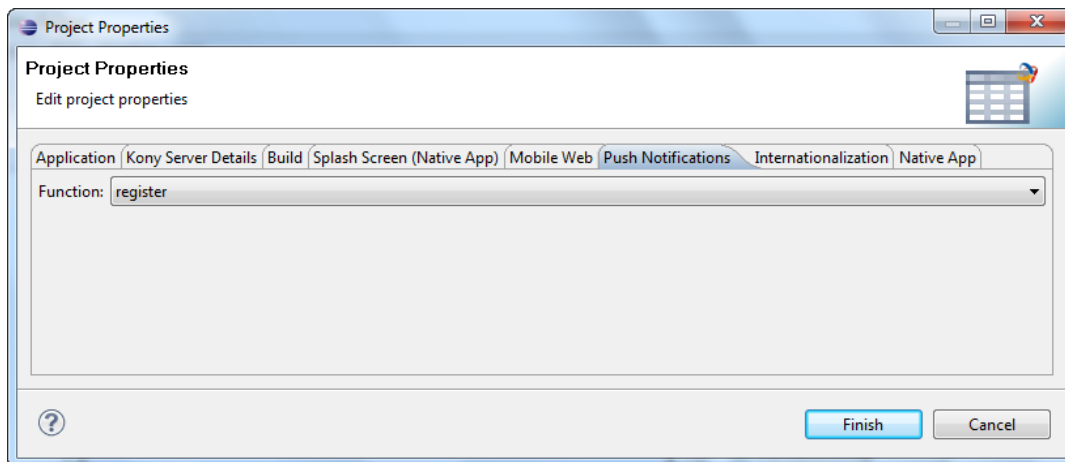 Project Properties
Project Properties
Edit project properties
Application Kony Server Details Build Splash Screen (Native App) Mobile Web Push Notifications Internationalization Native App
Function: register
Finish Cancel